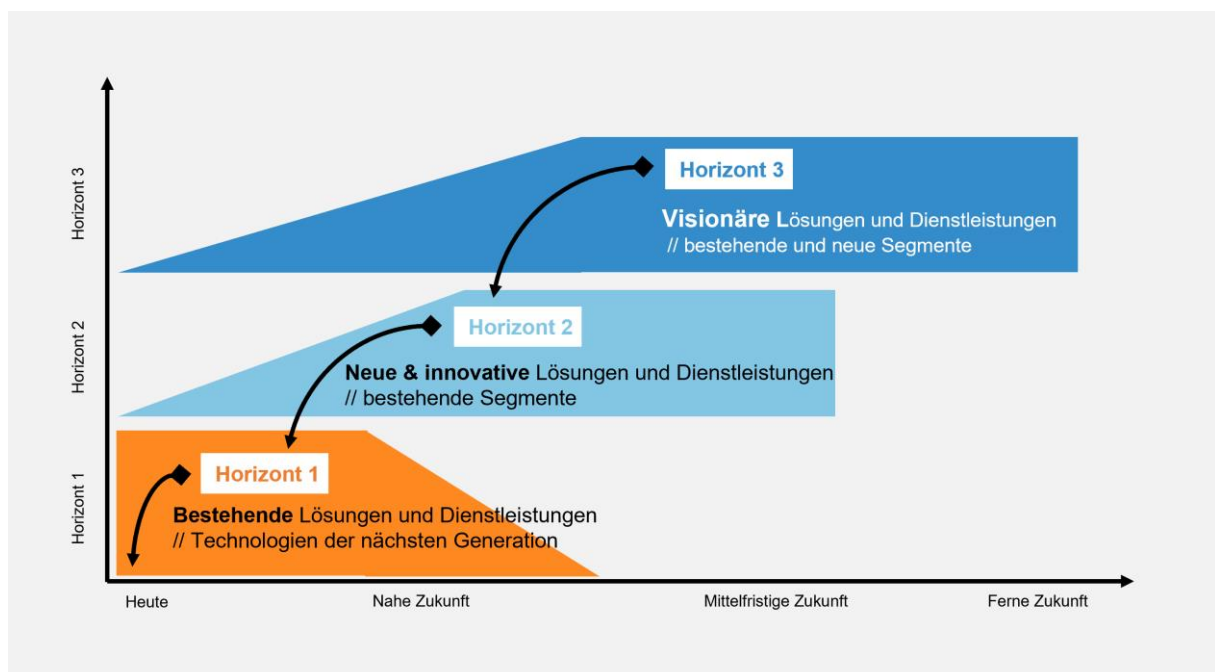 Horizont 3
Horizont 3
Visionäre Lösungen und Dienstleistungen
// bestehende und neue Segmente
Horizont 2
Horizont 2
Neue & innovative Lösungen und Dienstleistungen
// bestehende Segmente
Horizont 1
Horizont 1
Bestehende Lösungen und Dienstleistungen
// Technologien der nächsten Generation
Heute
Nahe Zukunft
Mittelfristige Zukunft
Ferne Zukunft